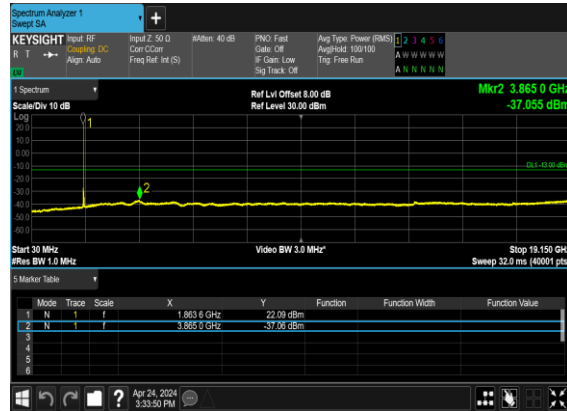 Spectrum Analyzer 1
Swept SA
+
KEYSIGHT Input: RF Input Z: 50 Ω #Atten: 40 dB PNO: Fast Avg Type: Power (RMS) 1 2 3 4 5 6
R T Coupling: DC Corr CCorr Gate: Off Avg|Hold: 100/100 A W W W W W
Align: Auto Freq Ref: Int (S) IF Gain: Low Trig: Free Run
LW Sig Track: Off A N N N N N
1 Spectrum Ref Lvl Offset 8.00 dB Mkr2 3.865 0 GHz
Scale/Div 10 dB Ref Level 30.00 dBm -37.055 dBm
Log
20.0
10.0
0.00
-10.0
-20.0
-30.0
-40.0
-50.0
-60.0
1
2
DL1 -13.00 dBm
Start 30 MHz Video BW 3.0 MHz* Stop 19.150 GHz
#Res BW 1.0 MHz Sweep 32.0 ms (40001 pts)
5 Marker Table
Mode Trace Scale X Y Function Function Width Function Value
1 N 1 f 1.863 6 GHz 22.09 dBm
2 N 1 f 3.865 0 GHz -37.06 dBm
3
4
5
6
? Apr 24, 2024
3:33:50 PM